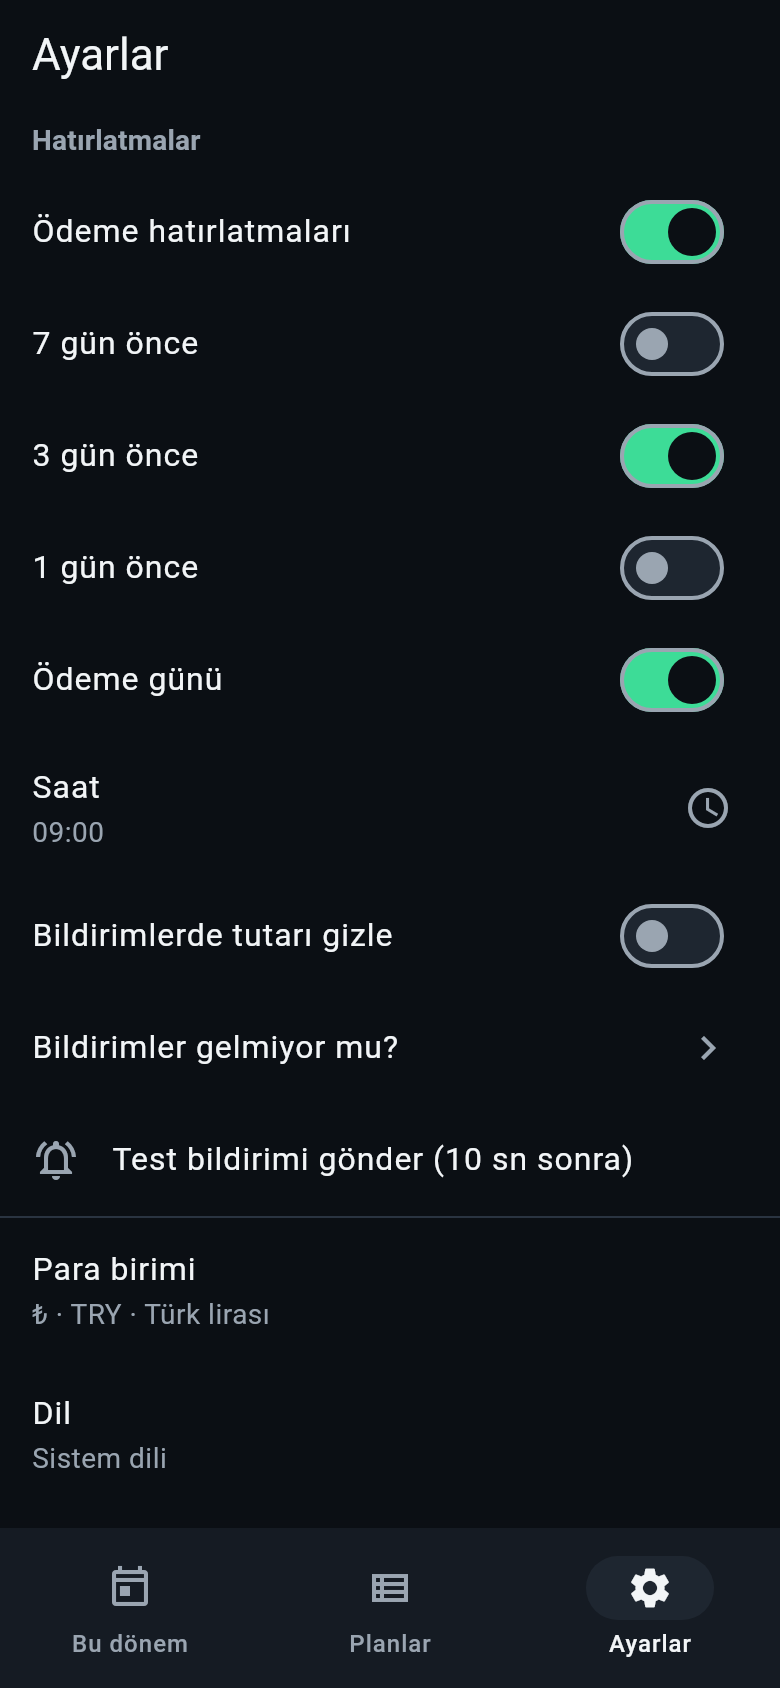 Ayarlar
Hatırlatmalar
Ödeme hatırlatmaları
7 gün önce
3 gün önce
1 gün önce
Ödeme günü
Saat
09:00
Bildirimlerde tutarı gizle
Bildirimler gelmiyor mu?
Test bildirimi gönder (10 sn sonra)
Para birimi
₺ · TRY · Türk lirası
Dil
Sistem dili
Bu dönem
Planlar
Ayarlar